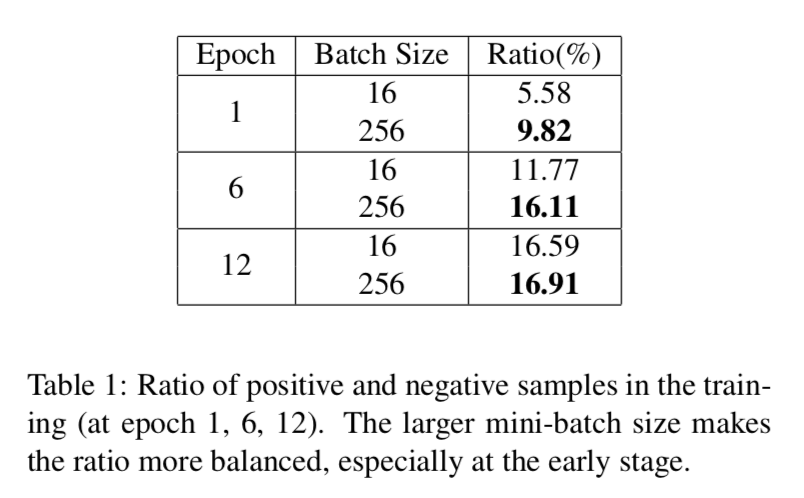 Epoch Batch Size Ratio(%)
1 16 5.58
256 9.82
6 16 11.77
256 16.11
12 16 16.59
256 16.91
Table 1: Ratio of positive and negative samples in the train-
ing (at epoch 1, 6, 12). The larger mini-batch size makes
the ratio more balanced, especially at the early stage.